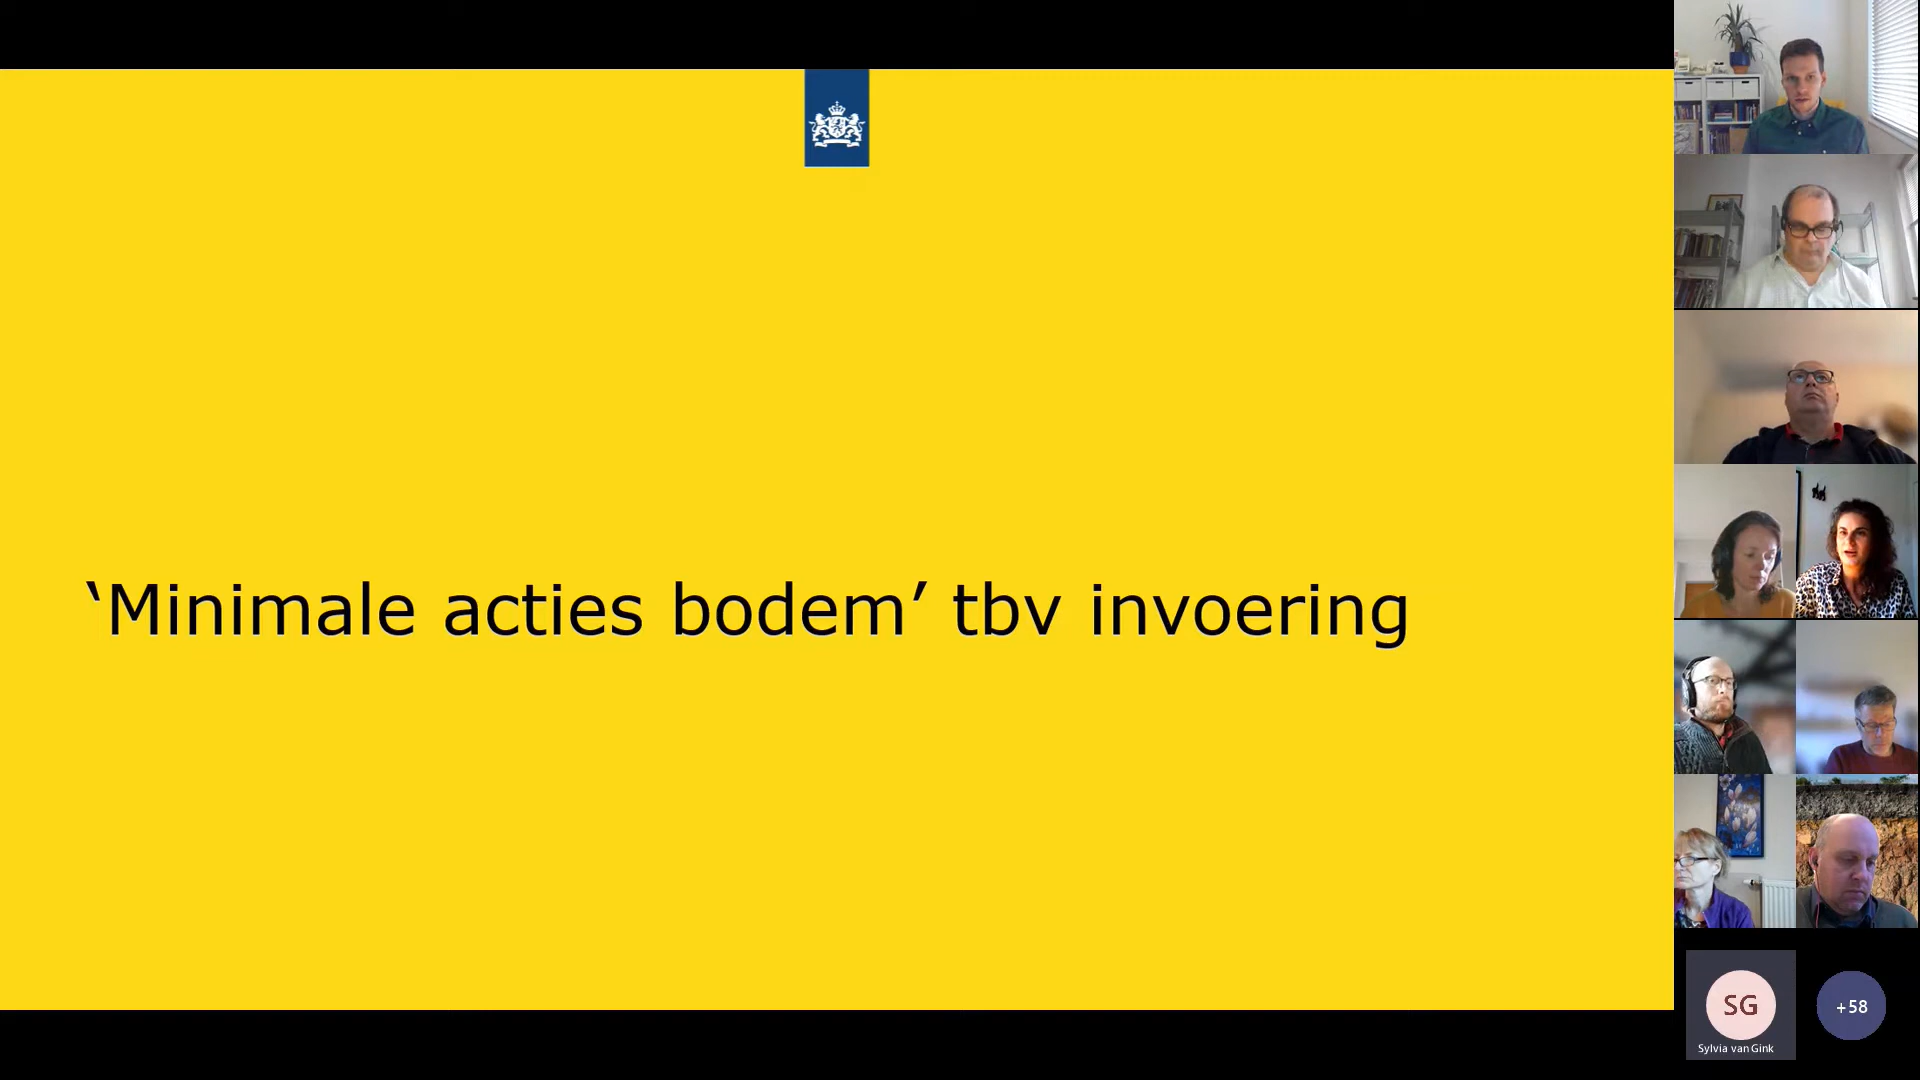 ‘Minimale acties bodem’ tbv invoering
SG
Sylvia van Gink
+58